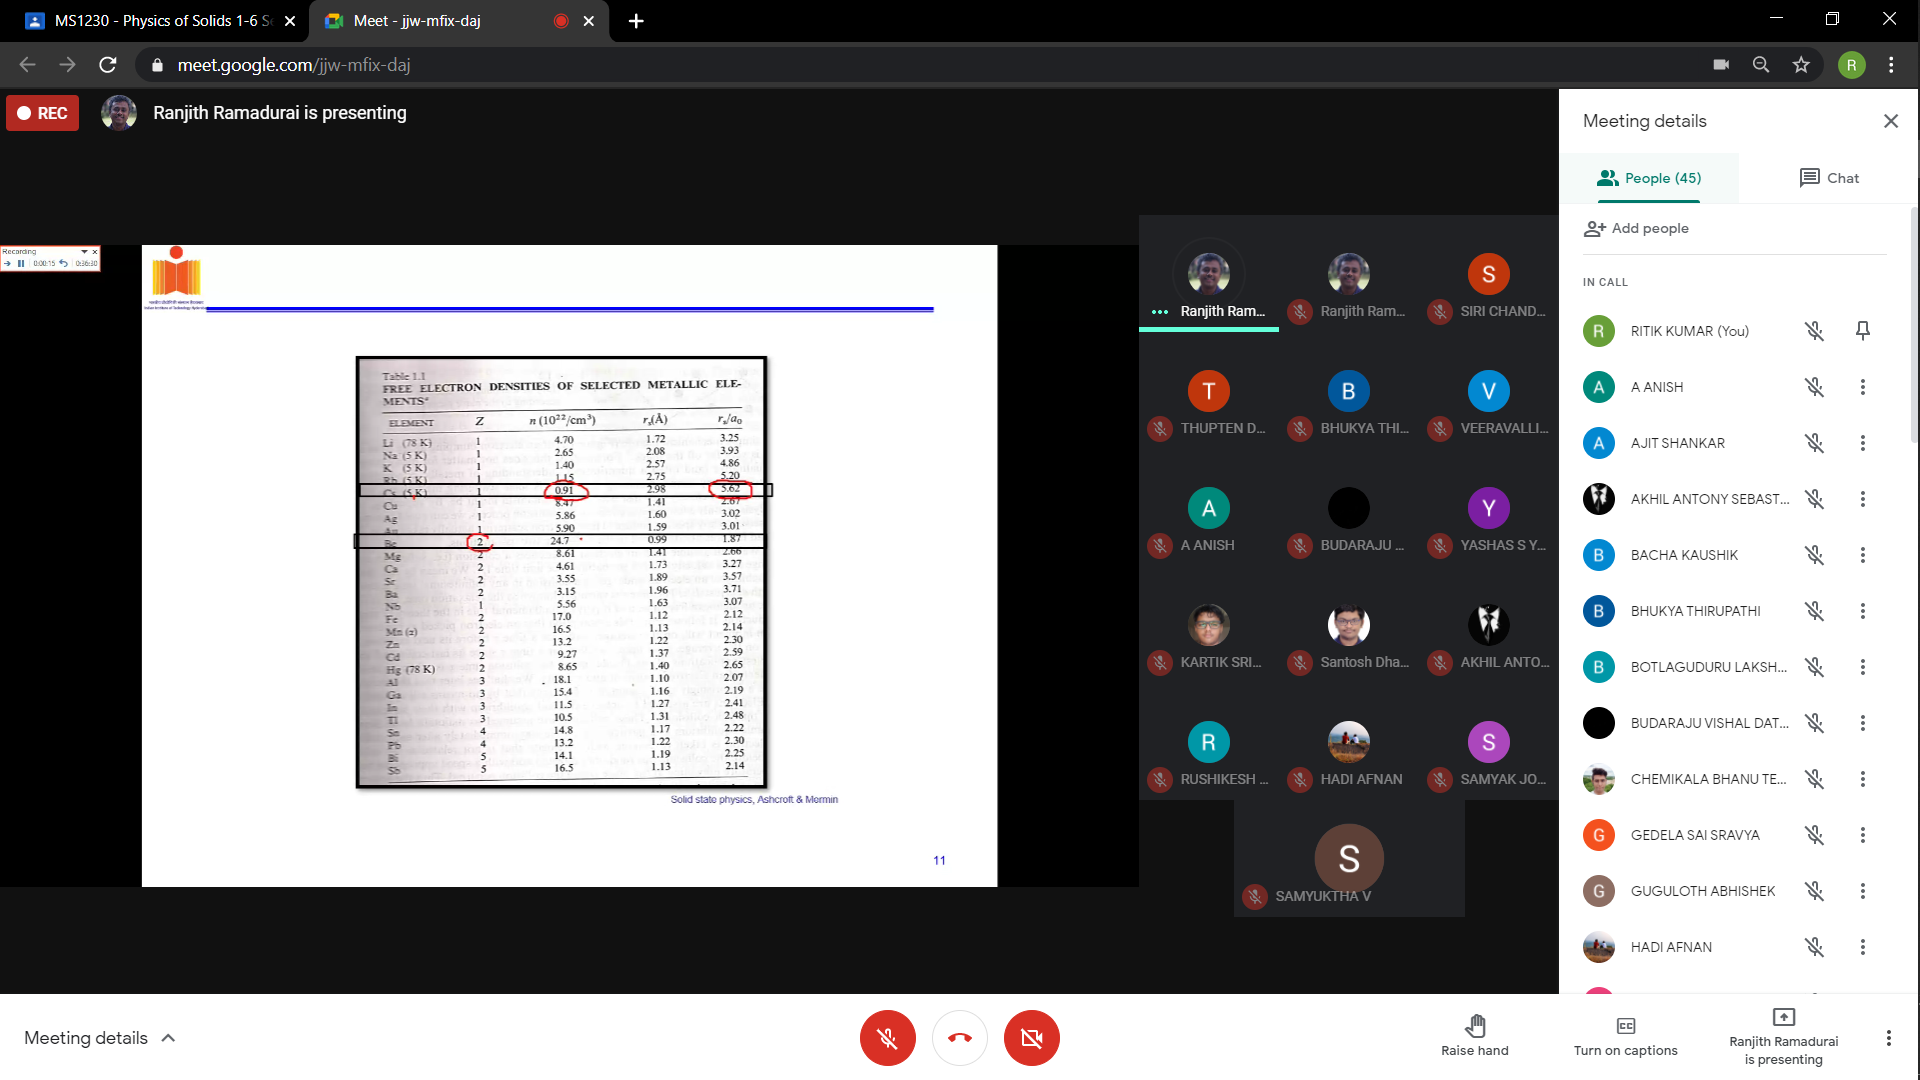 MS1230 - Physics of Solids 1-6 Se
Meet - jjw-mfix-daj
meet.google.com/jjw-mfix-daj
R
REC
Ranjith Ramadurai is presenting
Recording
0:00:15
0:36:30
Table 1.1
FREE ELECTRON DENSITIES OF SELECTED METALLIC ELE-
MENTSᵃ
ELEMENT Z n (10²²/cm³) rₛ(Å) rₛ/a₀
Li (78 K) 1 4.70 1.72 3.25
Na (5 K) 1 2.65 2.08 3.93
K (5 K) 1 1.40 2.57 4.86
Rb (5 K) 1 1.15 2.75 5.20
Cs (5 K) 1 0.91 2.98 5.62
Cu 1 8.47 1.41 2.67
Ag 1 5.86 1.60 3.02
Au 1 5.90 1.59 3.01
Be 2 24.7 0.99 1.87
Mg 2 8.61 1.41 2.66
Ca 2 4.61 1.73 3.27
Sr 2 3.55 1.89 3.57
Ba 2 3.15 1.96 3.71
Nb 1 5.56 1.63 3.07
Fe 2 17.0 1.12 2.12
Mn (α) 2 16.5 1.13 2.14
Zn 2 13.2 1.22 2.30
Cd 2 9.27 1.37 2.59
Hg (78 K) 2 8.65 1.40 2.65
Al 3 18.1 1.10 2.07
Ga 3 15.4 1.16 2.19
In 3 11.5 1.27 2.41
Tl 3 10.5 1.31 2.48
Sn 4 14.8 1.17 2.22
Pb 4 13.2 1.22 2.30
Bi 5 14.1 1.19 2.25
Sb 5 16.5 1.13 2.14
Solid state physics, Ashcroft & Mermin
11
Ranjith Ram...
Ranjith Ram...
S
SIRI CHAND...
T
THUPTEN D...
B
BHUKYA THI...
V
VEERAVALLI...
A
A ANISH
BUDARAJU ...
Y
YASHAS S Y...
KARTIK SRI...
Santosh Dha...
AKHIL ANTO...
R
RUSHIKESH ...
HADI AFNAN
S
SAMYAK JO...
S
SAMYUKTHA V
Meeting details
People (45)
Chat
Add people
IN CALL
R
RITIK KUMAR (You)
A
A ANISH
A
AJIT SHANKAR
AKHIL ANTONY SEBAST...
B
BACHA KAUSHIK
B
BHUKYA THIRUPATHI
B
BOTLAGUDURU LAKSH...
BUDARAJU VISHAL DAT...
CHEMIKALA BHANU TE...
G
GEDELA SAI SRAVYA
G
GUGULOTH ABHISHEK
HADI AFNAN
Meeting details
Raise hand
Turn on captions
Ranjith Ramadurai
is presenting